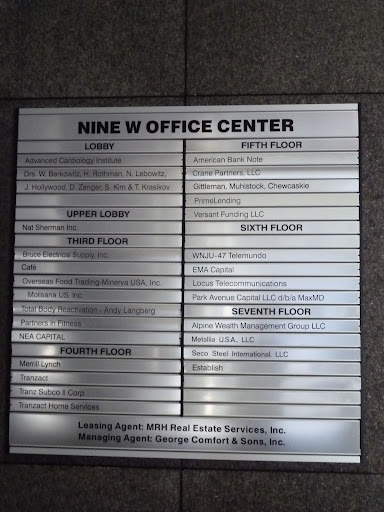 NINE W OFFICE CENTER
LOBBY
Advanced Cardiology Institute
Drs. W. Berkowitz, H. Rothman, N. Lebowitz,
J. Hollywood, D. Zanger, S. Kim & T. Krasikov
UPPER LOBBY
Nat Sherman Inc.
THIRD FLOOR
Bruce Electrical Supply, Inc.
Café
Overseas Food Trading-Minerva USA, Inc.
Molisana US, Inc.
Total Body Reactivation - Andy Langberg
Partners in Fitness
NEA CAPITAL
FOURTH FLOOR
Merrill Lynch
Tranzact
Tranz Subco II Corp
Tranzact Home Services
FIFTH FLOOR
American Bank Note
Crane Partners, LLC
Gittleman, Muhlstock, Chewcaskie
PrimeLending
Versant Funding LLC
SIXTH FLOOR
WNJU-47 Telemundo
EMA Capital
Locus Telecommunications
Park Avenue Capital LLC d/b/a MaxMD
SEVENTH FLOOR
Alpine Wealth Management Group LLC
Metallia U.S.A., LLC
Seco Steel International, LLC
Establish
Leasing Agent: MRH Real Estate Services, Inc.
Managing Agent: George Comfort & Sons, Inc.